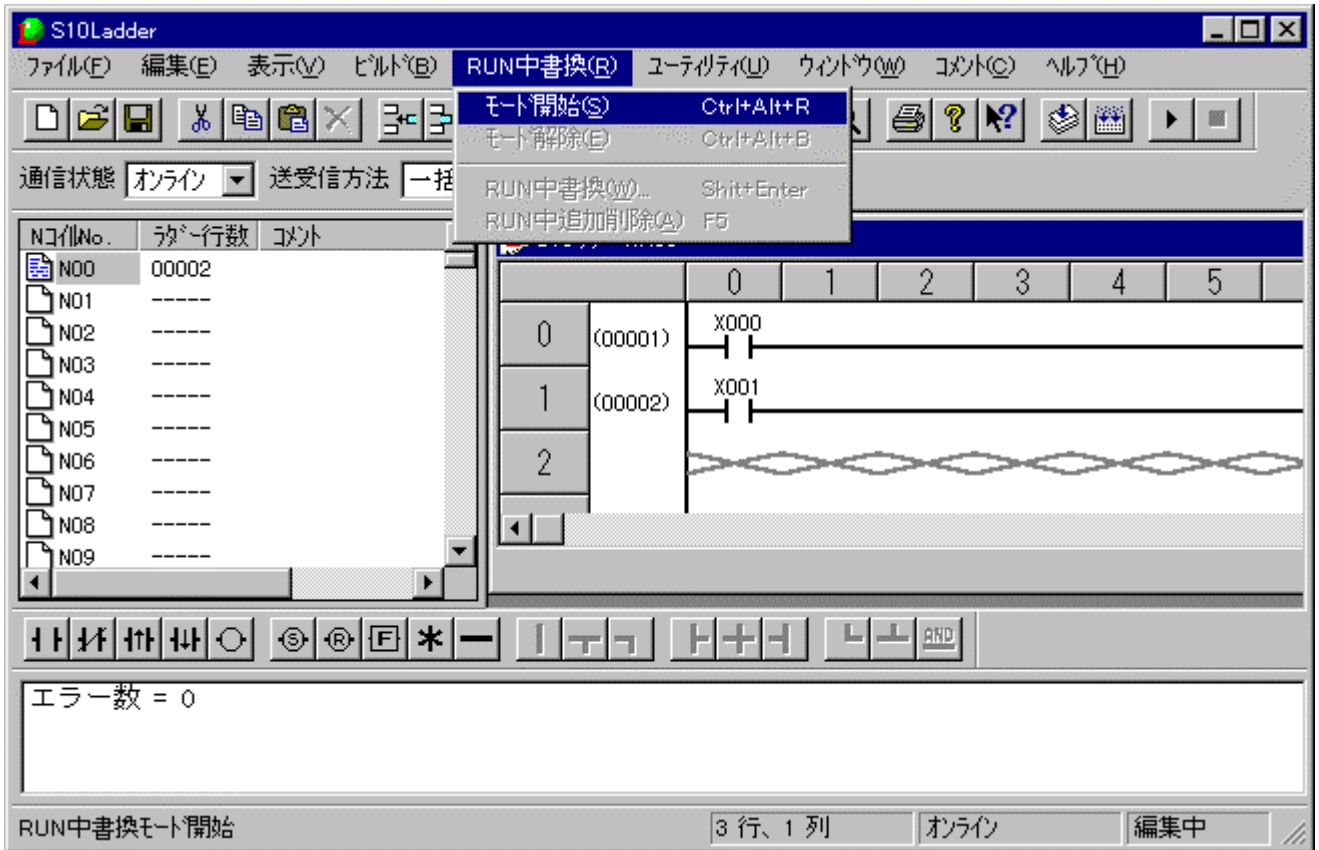 S10Ladder
ﾌｧｲﾙ(F) 編集(E) 表示(V) ﾋﾞﾙﾄﾞ(B) RUN中書換(R) ﾕｰﾃｨﾘﾃｨ(U) ｳｨﾝﾄﾞｳ(W) ｺﾒﾝﾄ(C) ﾍﾙﾌﾟ(H)
ﾓｰﾄﾞ開始(S) Ctrl+Alt+R
ﾓｰﾄﾞ解除(E) Ctrl+Alt+B
RUN中書換(W)... Shit+Enter
RUN中追加削除(A) F5
通信状態 ｵﾝﾗｲﾝ 送受信方法 一括
NｺｲﾙNo. ﾗﾀﾞｰ行数 ｺﾒﾝﾄ
N00 00002
N01 -----
N02 -----
N03 -----
N04 -----
N05 -----
N06 -----
N07 -----
N08 -----
N09 -----
0 1 2 3 4 5
0 (00001) X000
1 (00002) X001
2
S R F AND
エラー数 = 0
RUN中書換ﾓｰﾄﾞ開始 3 行、1 列 ｵﾝﾗｲﾝ 編集中